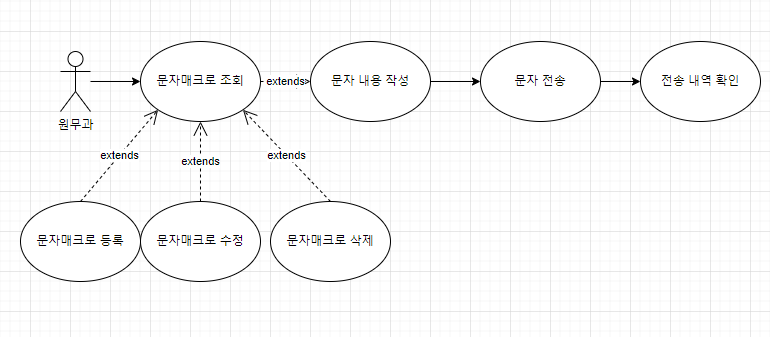 문자매크로 조회
extends>
문자 내용 작성
문자 전송
전송 내역 확인
원무과
extends
extends
extends
문자매크로 등록
문자매크로 수정
문자매크로 삭제